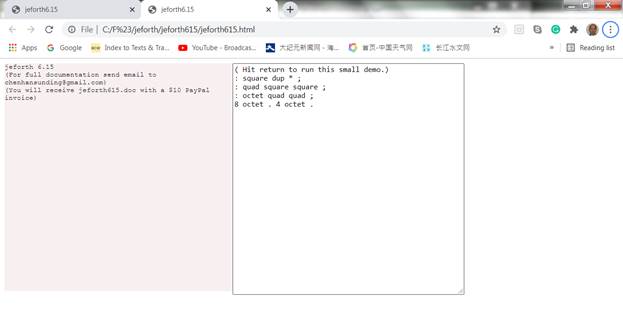 jeforth6.15
jeforth6.15
File | C:/F%23/jeforth/jeforth615/jeforth615.html
Apps
Google
Index to Texts & Tra...
YouTube - Broadcas...
大纪元新闻网 - 海...
首页-中国天气网
长江水文网
»
Reading list
jeforth 6.15
(For full documentation send email to
chenhansunding@gmail.com)
(You will receive jeforth615.doc with a $10 PayPal
invoice)
( Hit return to run this small demo.)
: square dup * ;
: quad square square ;
: octet quad quad ;
8 octet . 4 octet .